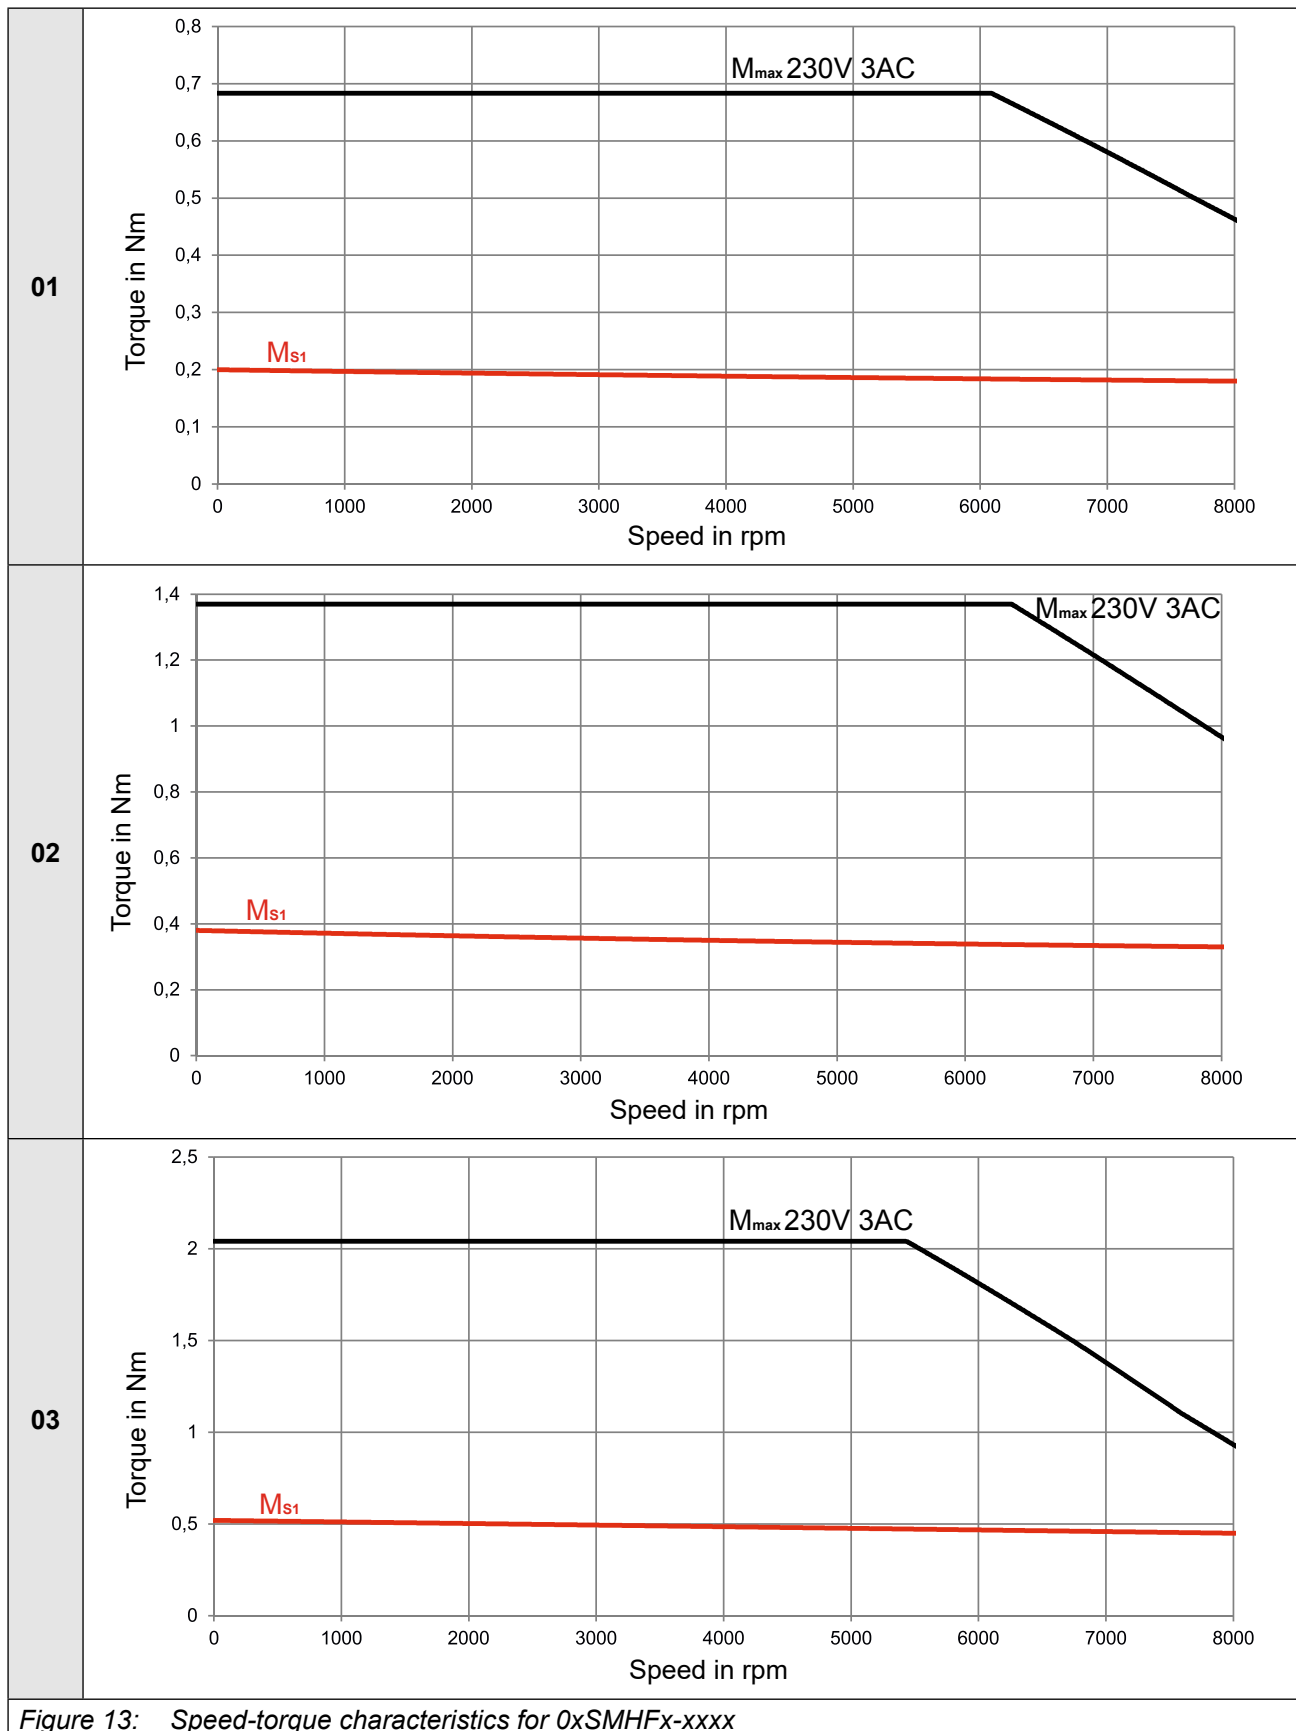 01
0,8
0,7
0,6
0,5
0,4
0,3
0,2
0,1
0
Torque in Nm
Mmax 230V 3AC
MS1
0 1000 2000 3000 4000 5000 6000 7000 8000
Speed in rpm
02
1,4
1,2
1
0,8
0,6
0,4
0,2
0
Torque in Nm
Mmax 230V 3AC
MS1
0 1000 2000 3000 4000 5000 6000 7000 8000
Speed in rpm
03
2,5
2
1,5
1
0,5
0
Torque in Nm
Mmax 230V 3AC
MS1
0 1000 2000 3000 4000 5000 6000 7000 8000
Speed in rpm
Figure 13: Speed-torque characteristics for 0xSMHFx-xxxx